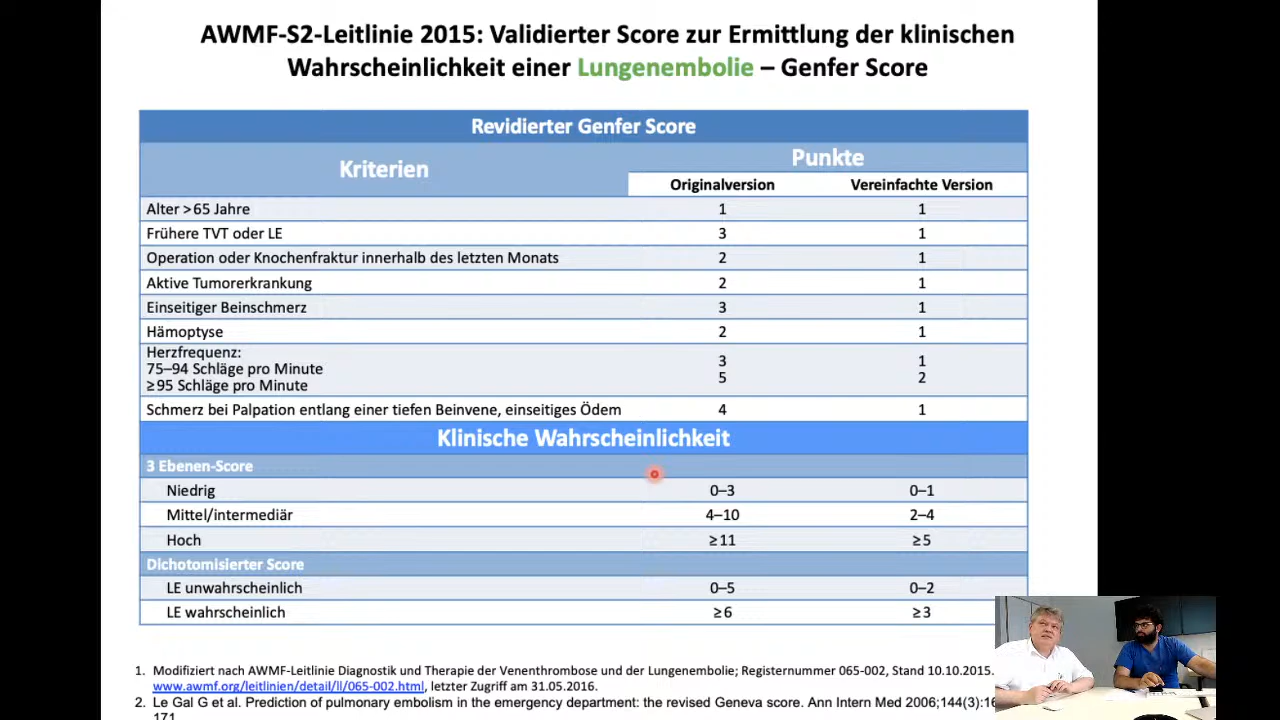 AWMF-S2-Leitlinie 2015: Validierter Score zur Ermittlung der klinischen
Wahrscheinlichkeit einer Lungenembolie – Genfer Score
Revidierter Genfer Score
Kriterien
Punkte
Originalversion Vereinfachte Version
Alter >65 Jahre 1 1
Frühere TVT oder LE 3 1
Operation oder Knochenfraktur innerhalb des letzten Monats 2 1
Aktive Tumorerkrankung 2 1
Einseitiger Beinschmerz 3 1
Hämoptyse 2 1
Herzfrequenz:
75–94 Schläge pro Minute 3 1
≥95 Schläge pro Minute 5 2
Schmerz bei Palpation entlang einer tiefen Beinvene, einseitiges Ödem 4 1
Klinische Wahrscheinlichkeit
3 Ebenen-Score
Niedrig 0–3 0–1
Mittel/intermediär 4–10 2–4
Hoch ≥11 ≥5
Dichotomisierter Score
LE unwahrscheinlich 0–5 0–2
LE wahrscheinlich ≥6 ≥3
1. Modifiziert nach AWMF-Leitlinie Diagnostik und Therapie der Venenthrombose und der Lungenembolie; Registernummer 065-002, Stand 10.10.2015.
www.awmf.org/leitlinien/detail/ll/065-002.html, letzter Zugriff am 31.05.2016.
2. Le Gal G et al. Prediction of pulmonary embolism in the emergency department: the revised Geneva score. Ann Intern Med 2006;144(3):16
171